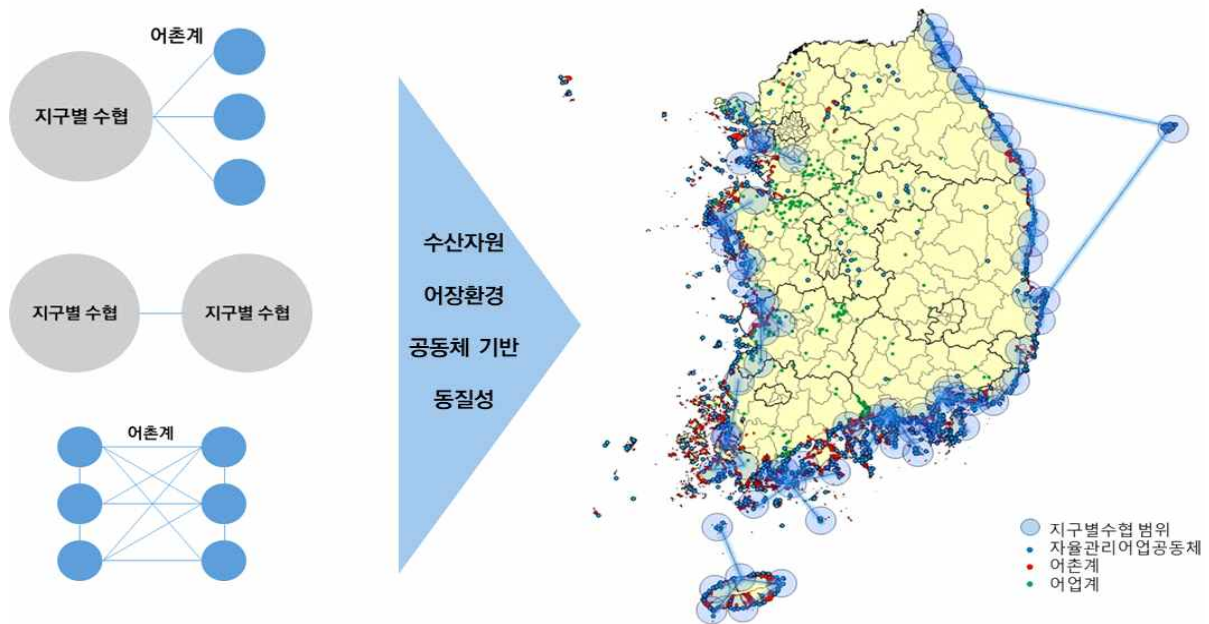 어촌계
지구별 수협
지구별 수협
지구별 수협
어촌계
수산자원
어장환경
공동체 기반
동질성
지구별수협 범위
자율관리어업공동체
어촌계
어업계